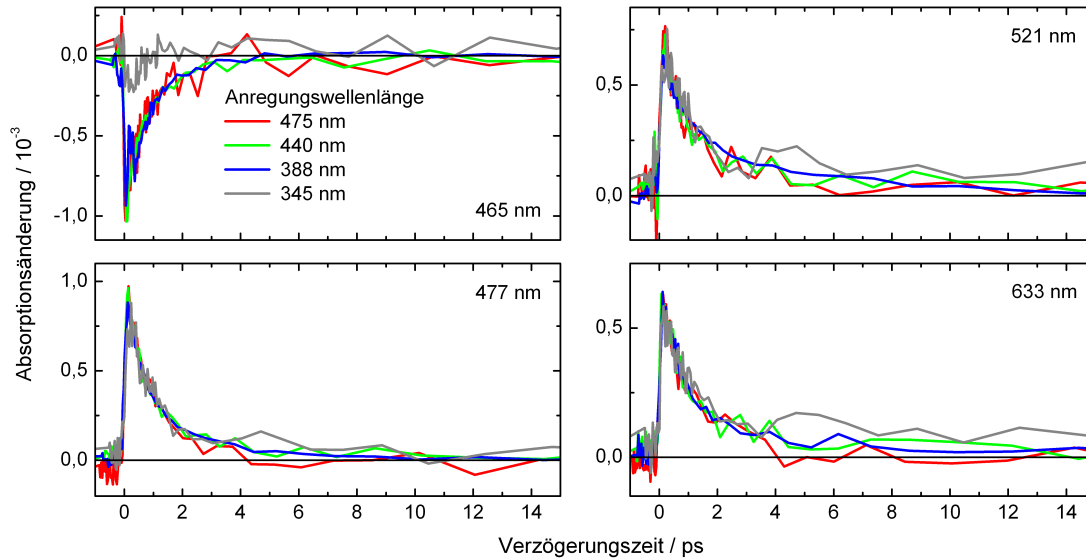 Absorptionsänderung / 10⁻³
0,0
-0,5
-1,0
Anregungswellenlänge
475 nm
440 nm
388 nm
345 nm
465 nm
0,5
0,0
521 nm
1,0
0,5
0,0
477 nm
0 2 4 6 8 10 12 14
0,5
0,0
633 nm
0 2 4 6 8 10 12 14
Verzögerungszeit / ps